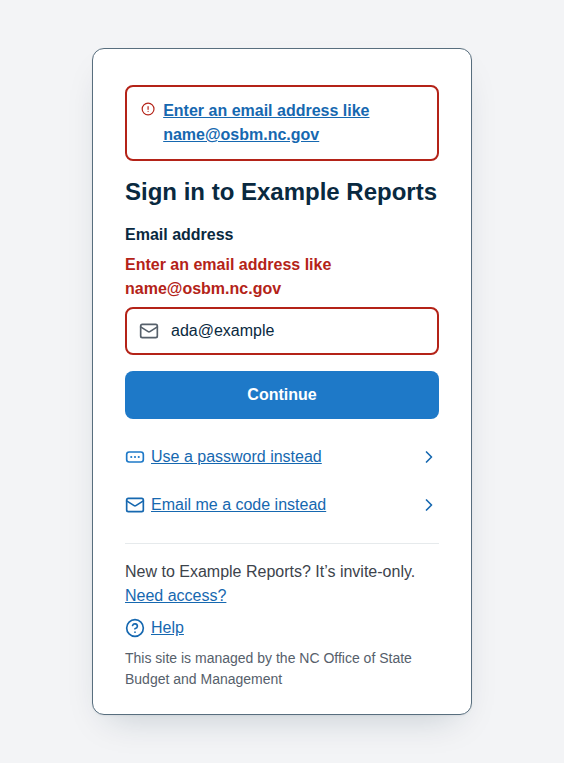 Enter an email address like
name@osbm.nc.gov
Sign in to Example Reports
Email address
Enter an email address like
name@osbm.nc.gov
ada@example
Continue
Use a password instead
Email me a code instead
New to Example Reports? It’s invite-only.
Need access?
Help
This site is managed by the NC Office of State
Budget and Management